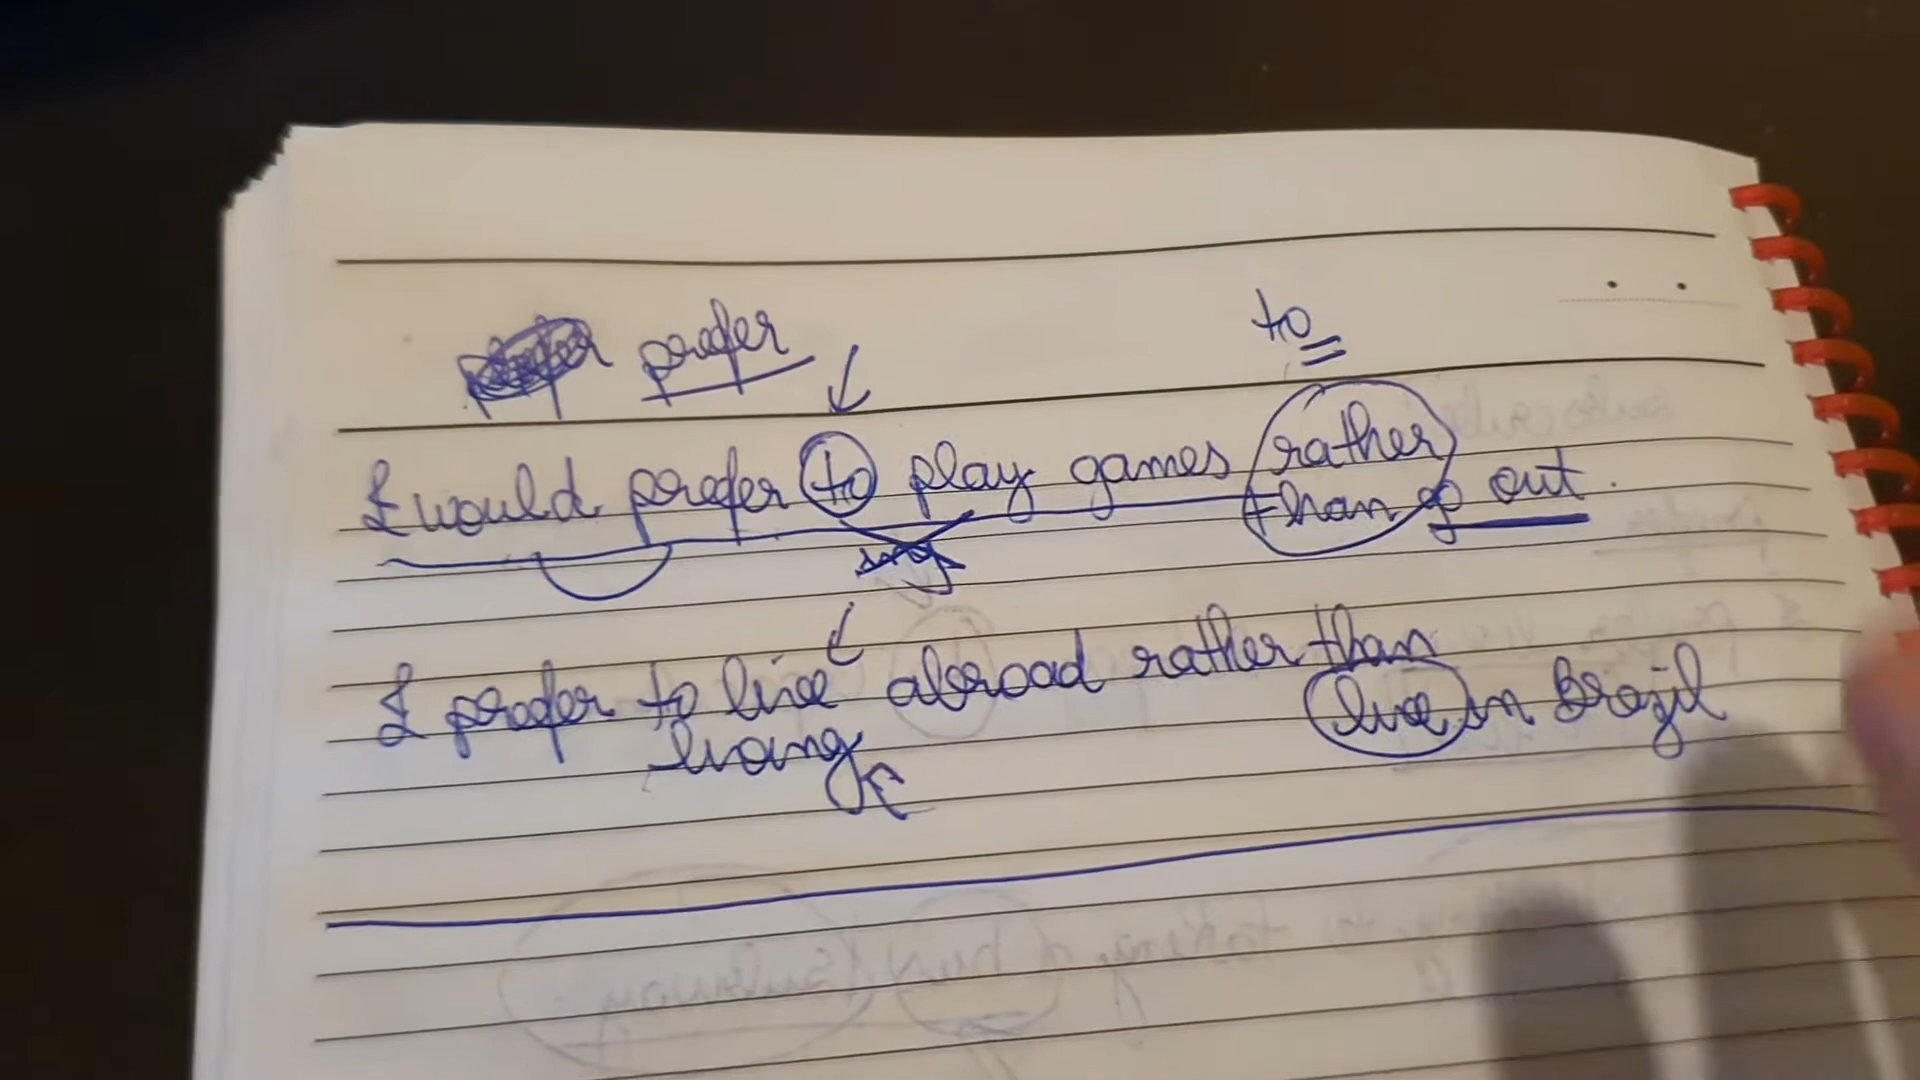 prefer to
I would prefer to play games rather
than go out.
I prefer to live abroad rather than
living live in Brazil